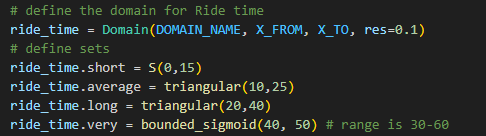 # define the domain for Ride time
ride_time = Domain(DOMAIN_NAME, X_FROM, X_TO, res=0.1)
# define sets
ride_time.short = S(0,15)
ride_time.average = triangular(10,25)
ride_time.long = triangular(20,40)
ride_time.very = bounded_sigmoid(40, 50) # range is 30-60